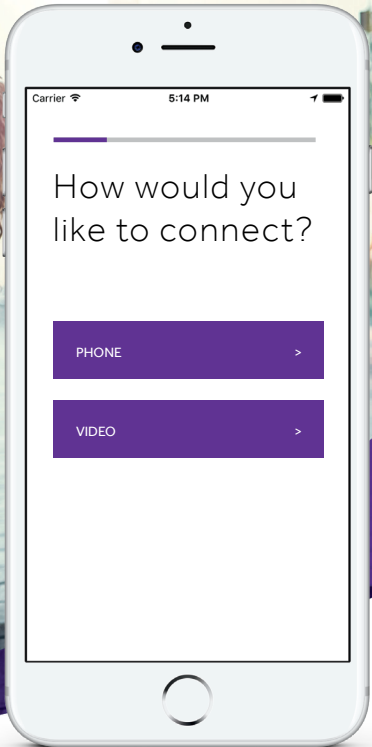 Carrier 5:14 PM
How would you
like to connect?
PHONE >
VIDEO >